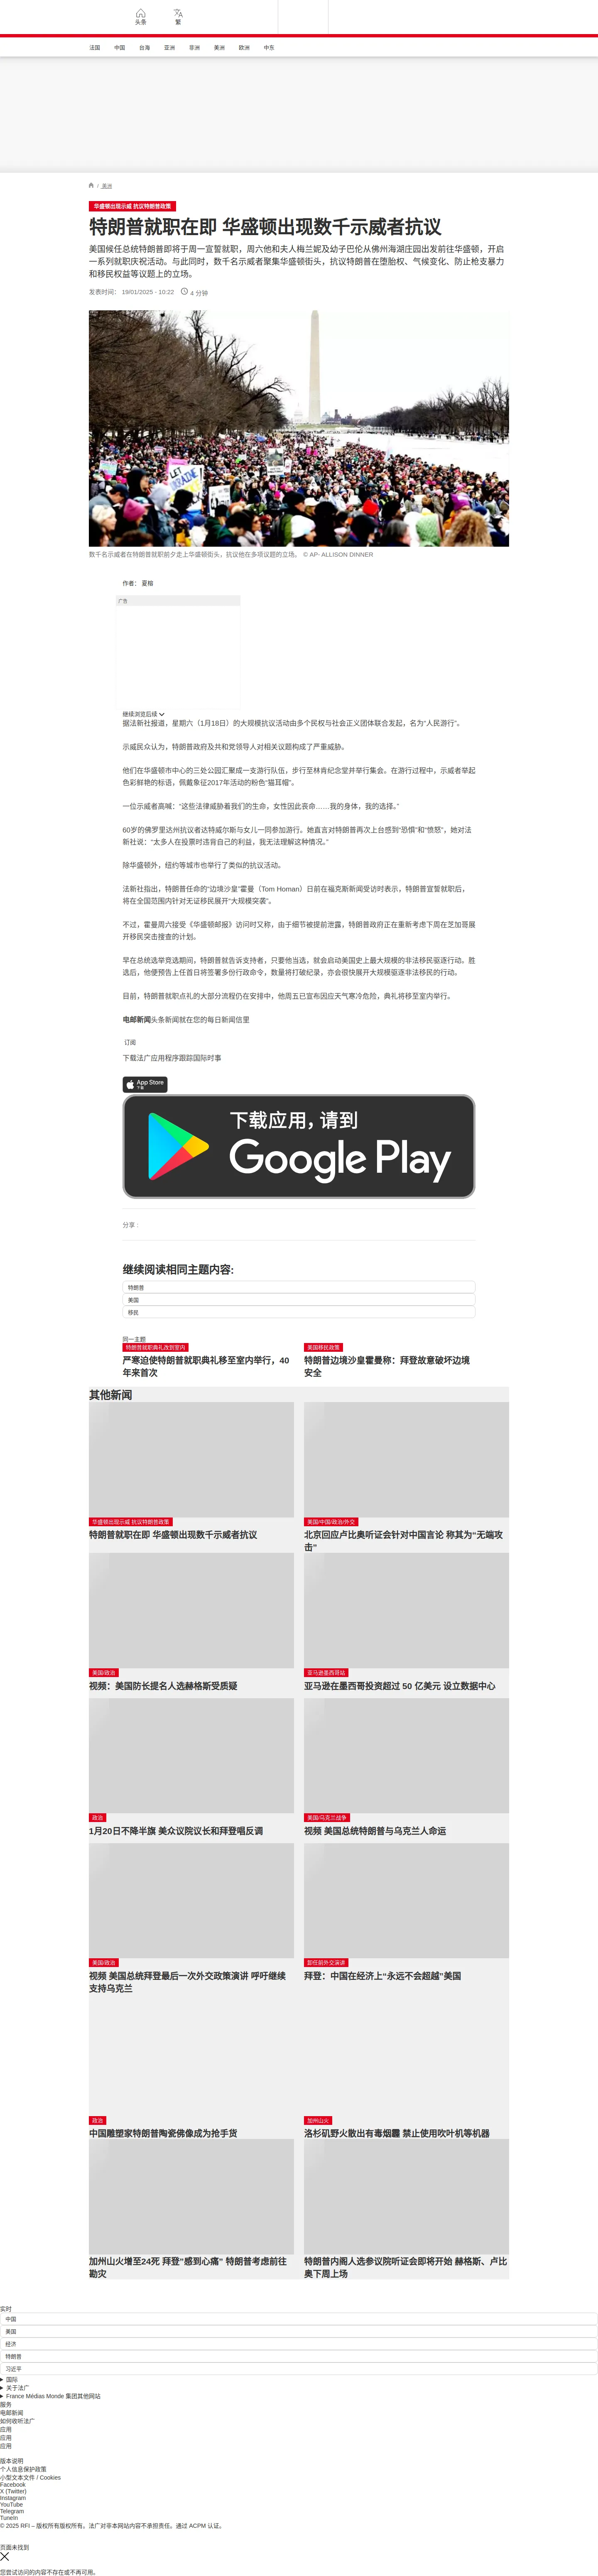 头条
繁
法国 中国 台海 亚洲 非洲 美洲 欧洲 中东
/ 美洲
华盛顿出现示威 抗议特朗普政策
特朗普就职在即 华盛顿出现数千示威者抗议
美国候任总统特朗普即将于周一宣誓就职，周六他和夫人梅兰妮及幼子巴伦从佛州海湖庄园出发前往华盛顿，开启
一系列就职庆祝活动。与此同时，数千名示威者聚集华盛顿街头，抗议特朗普在堕胎权、气候变化、防止枪支暴力
和移民权益等议题上的立场。
发表时间： 19/01/2025 - 10:22 4 分钟
LET
UKRAINE
数千名示威者在特朗普就职前夕走上华盛顿街头，抗议他在多项议题的立场。 © AP- ALLISON DINNER
作者： 夏榕
广告
继续浏览后续
据法新社报道，星期六（1月18日）的大规模抗议活动由多个民权与社会正义团体联合发起，名为“人民游行”。
示威民众认为，特朗普政府及共和党领导人对相关议题构成了严重威胁。
他们在华盛顿市中心的三处公园汇聚成一支游行队伍，步行至林肯纪念堂并举行集会。在游行过程中，示威者举起
色彩鲜艳的标语，佩戴象征2017年活动的粉色“猫耳帽”。
一位示威者高喊：“这些法律威胁着我们的生命，女性因此丧命……我的身体，我的选择。”
60岁的佛罗里达州抗议者达特威尔斯与女儿一同参加游行。她直言对特朗普再次上台感到“恐惧”和“愤怒”，她对法
新社说：“太多人在投票时违背自己的利益，我无法理解这种情况。”
除华盛顿外，纽约等城市也举行了类似的抗议活动。
法新社指出，特朗普任命的“边境沙皇”霍曼（Tom Homan）日前在福克斯新闻受访时表示，特朗普宣誓就职后，
将在全国范围内针对无证移民展开“大规模突袭”。
不过，霍曼周六接受《华盛顿邮报》访问时又称，由于细节被提前泄露，特朗普政府正在重新考虑下周在芝加哥展
开移民突击搜查的计划。
早在总统选举竞选期间，特朗普就告诉支持者，只要他当选，就会启动美国史上最大规模的非法移民驱逐行动。胜
选后，他便预告上任首日将签署多份行政命令，数量将打破纪录，亦会很快展开大规模驱逐非法移民的行动。
目前，特朗普就职点礼的大部分流程仍在安排中，他周五已宣布因应天气寒冷危险，典礼将移至室内举行。
电邮新闻头条新闻就在您的每日新闻信里
订阅
下载法广应用程序跟踪国际时事
App Store
下载
下载应用，请到
Google Play
分享 :
继续阅读相同主题内容:
特朗普
美国
移民
同一主题
特朗普就职典礼改到室内
严寒迫使特朗普就职典礼移至室内举行，40
年来首次
美国移民政策
特朗普边境沙皇霍曼称：拜登故意破坏边境
安全
其他新闻
华盛顿出现示威 抗议特朗普政策
特朗普就职在即 华盛顿出现数千示威者抗议
美国/中国/政治/外交
北京回应卢比奥听证会针对中国言论 称其为“无端攻
击”
美国/政治
视频：美国防长提名人选赫格斯受质疑
亚马逊墨西哥站
亚马逊在墨西哥投资超过 50 亿美元 设立数据中心
政治
1月20日不降半旗 美众议院议长和拜登唱反调
美国/乌克兰战争
视频 美国总统特朗普与乌克兰人命运
美国/政治
视频 美国总统拜登最后一次外交政策演讲 呼吁继续
支持乌克兰
卸任前外交演讲
拜登：中国在经济上“永远不会超越”美国
政治
中国雕塑家特朗普陶瓷佛像成为抢手货
加州山火
洛杉矶野火散出有毒烟霾 禁止使用吹叶机等机器
加州山火增至24死 拜登"感到心痛" 特朗普考虑前往
勘灾
特朗普内阁人选参议院听证会即将开始 赫格斯、卢比
奥下周上场
实时
中国
美国
经济
特朗普
习近平
国际
关于法广
France Médias Monde 集团其他网站
服务
电邮新闻
如何收听法广
应用
应用
应用
版本说明
个人信息保护政策
小型文本文件 / Cookies
Facebook
X (Twitter)
Instagram
YouTube
Telegram
TuneIn
© 2025 RFI – 版权所有版权所有。法广对非本网站内容不承担责任。通过 ACPM 认证。
页面未找到
您尝试访问的内容不存在或不再可用。